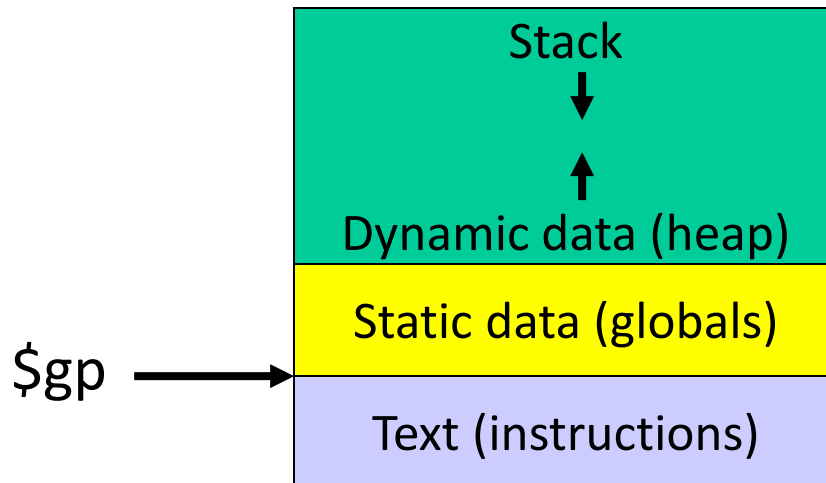 Stack
Dynamic data (heap)
Static data (globals)
$gp
Text (instructions)